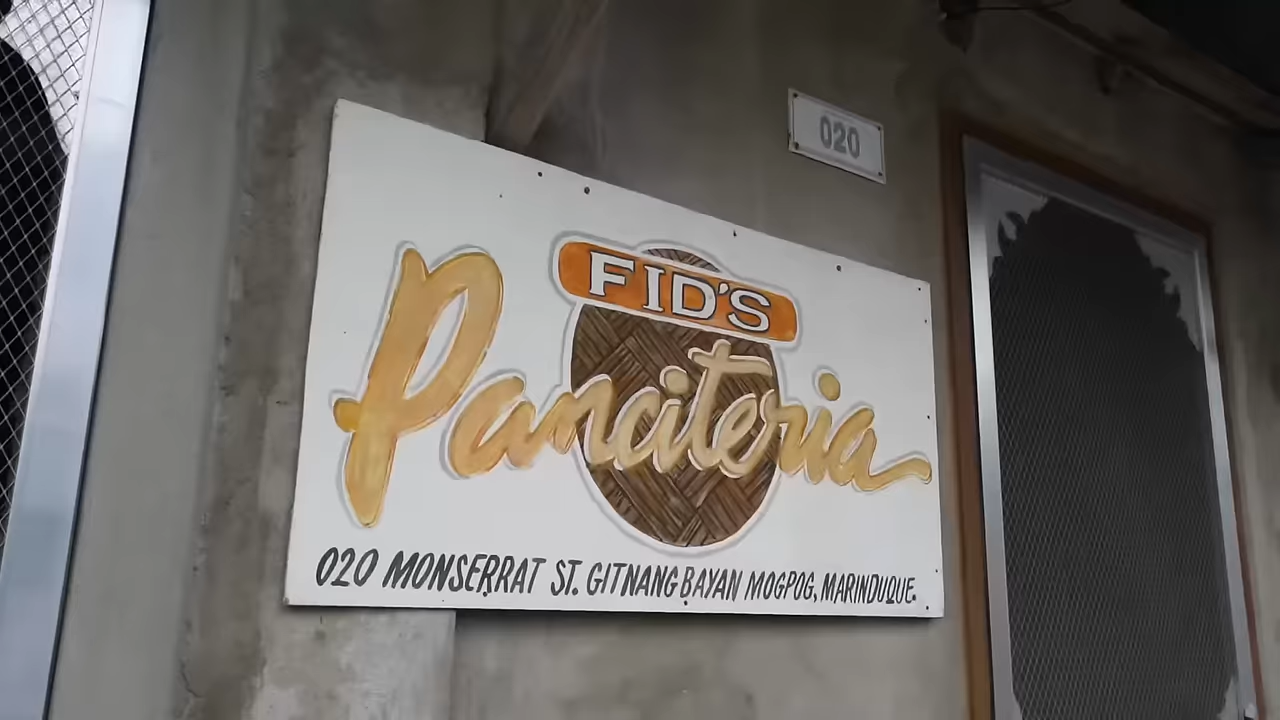 020
FID'S
Panciteria
020 MONSERRAT ST. GITNANG BAYAN MOGPOG, MARINDUQUE.